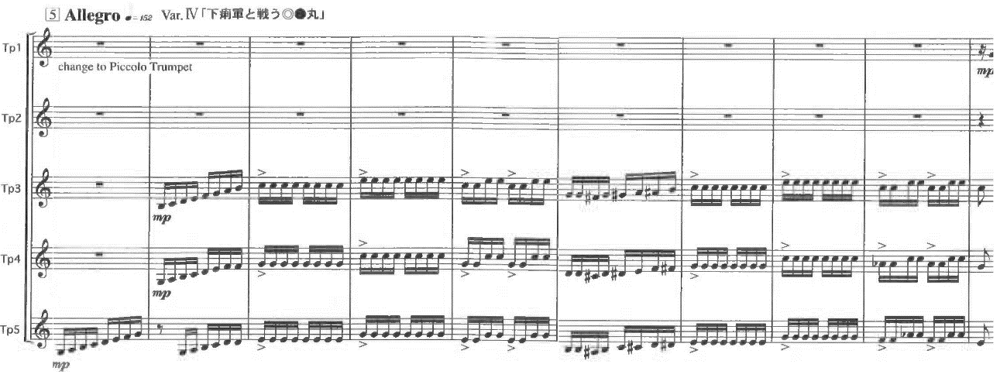 5 Allegro ♩=152 Var. Ⅳ「下痢軍と戦う◎●丸」
Tp1
change to Piccolo Trumpet
mp
Tp2
Tp3
mp
Tp4
mp
Tp5
mp